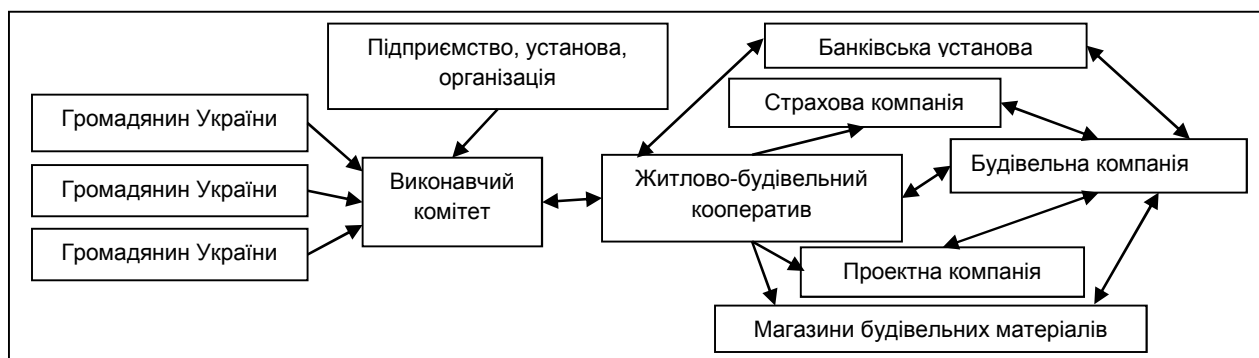 Підприємство, установа,
організація
Банківська установа
Страхова компанія
Громадянин України
Громадянин України
Громадянин України
Виконавчий
комітет
Житлово-будівельний
кооператив
Будівельна компанія
Проектна компанія
Магазини будівельних матеріалів